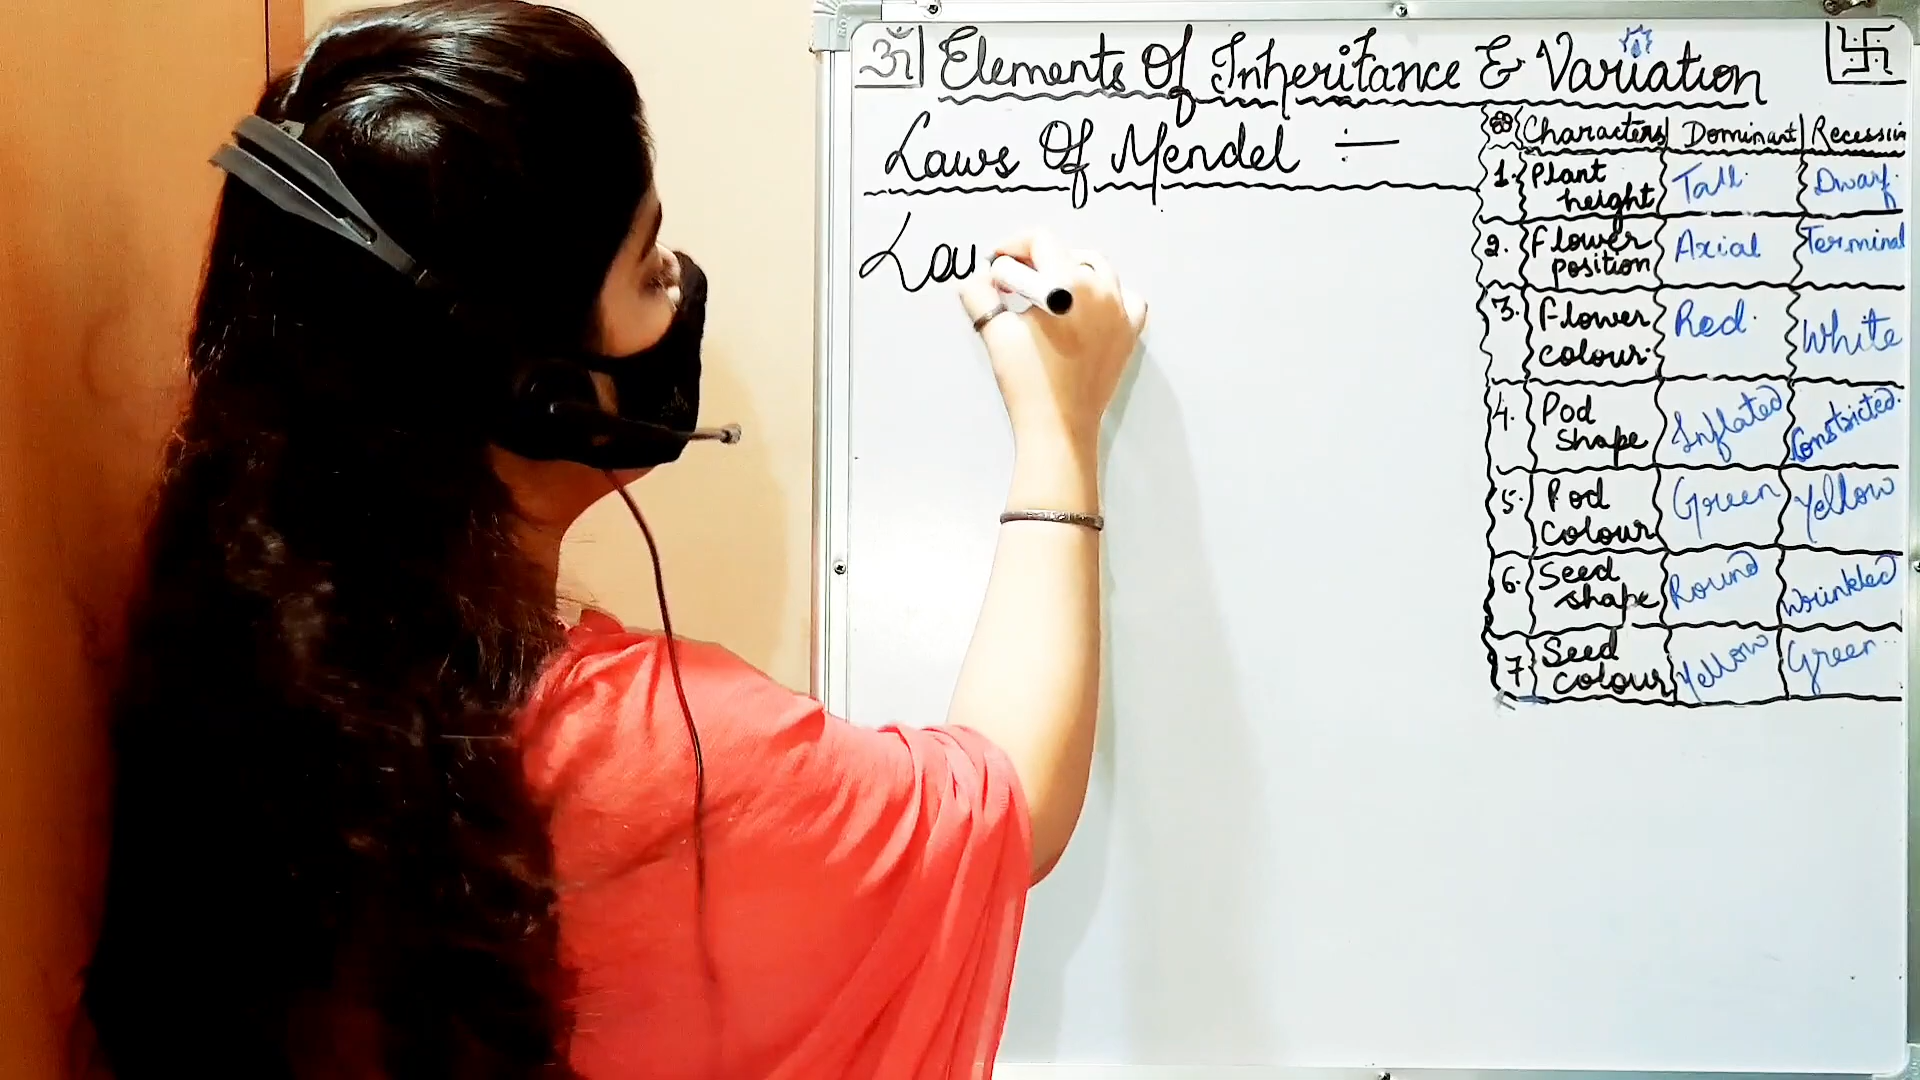 ॐ Elements Of Inheritance & Variation
Laws Of Mendel :—
Law
Characters Dominant Recessiv
1. Plant height Tall. Dwarf.
2. Flower position Axial Terminal
3. Flower colour. Red. White
4. Pod shape Inflated Constricted.
5. Pod colour Green Yellow
6. Seed shape Round Wrinkled
7 Seed colour Yellow Green